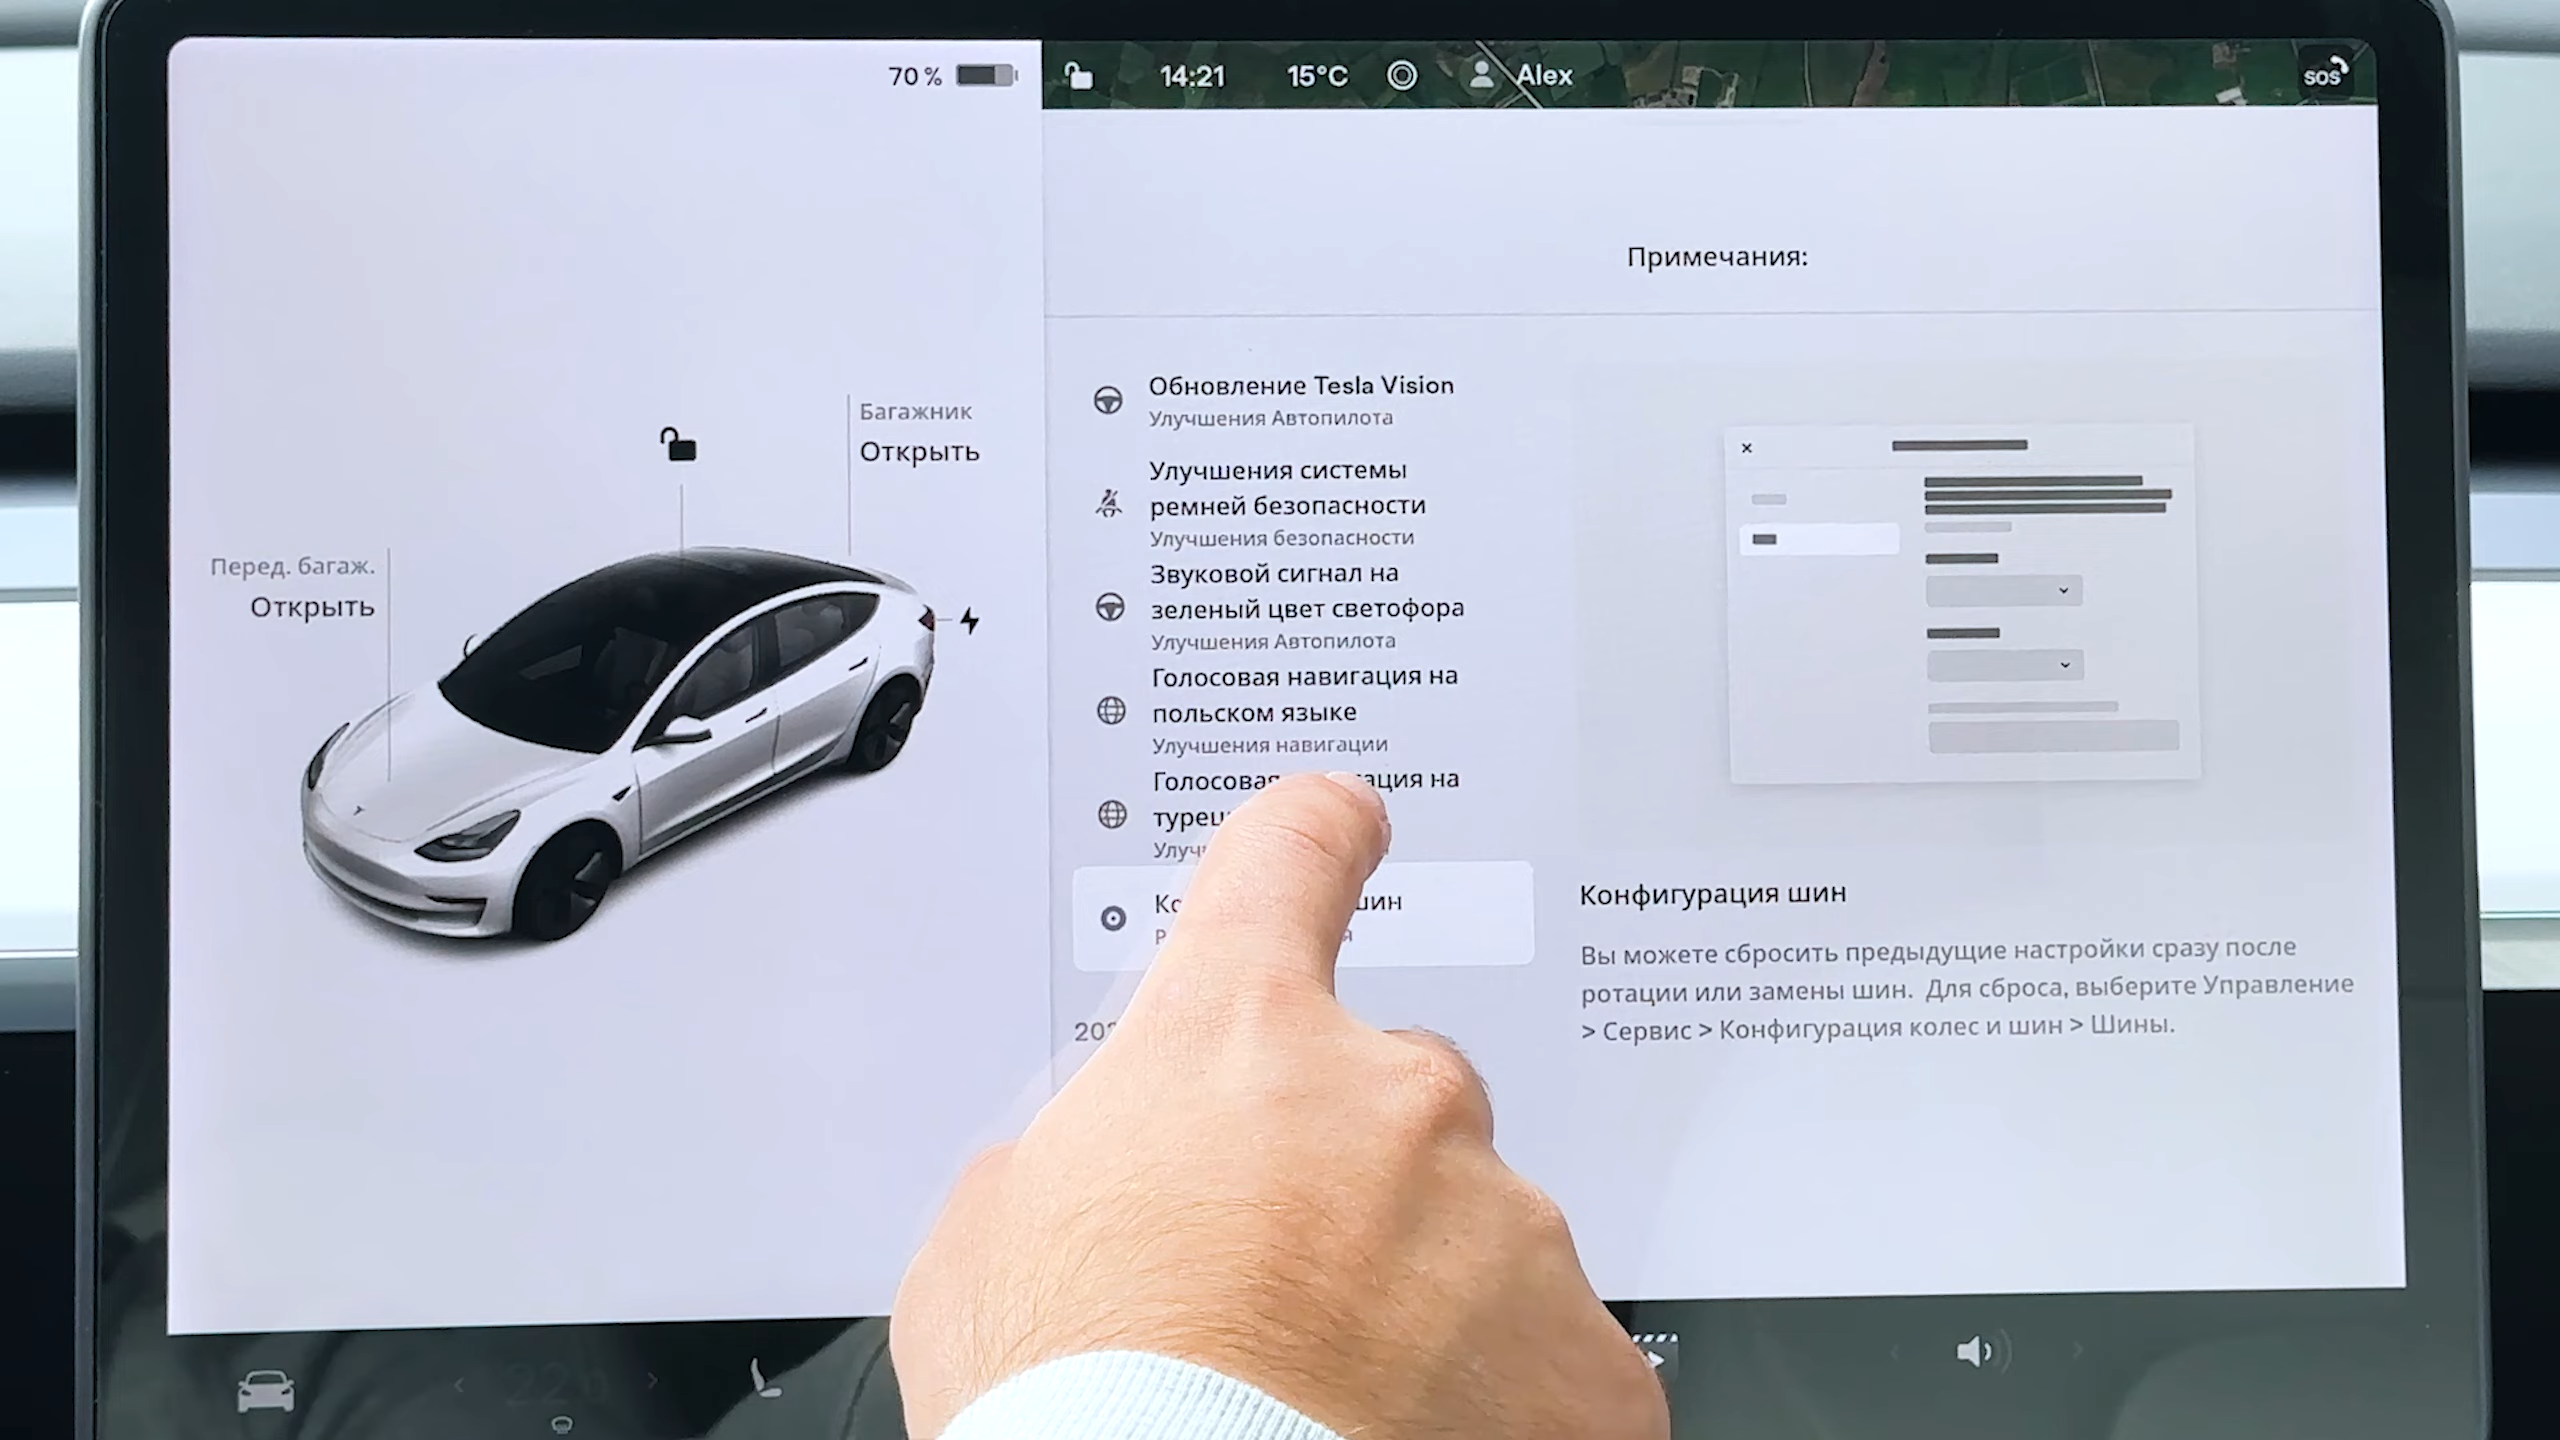 70 %
14:21
15°C
Alex
SOS
Багажник
Открыть
Перед. багаж.
Открыть
Примечания:
Обновление Tesla Vision
Улучшения Автопилота
Улучшения системы
ремней безопасности
Улучшения безопасности
Звуковой сигнал на
зеленый цвет светофора
Улучшения Автопилота
Голосовая навигация на
польском языке
Улучшения навигации
Голосовая на
шин
Конфигурация шин
Вы можете сбросить предыдущие настройки сразу после
ротации или замены шин. Для сброса, выберите Управление
> Сервис > Конфигурация колес и шин > Шины.